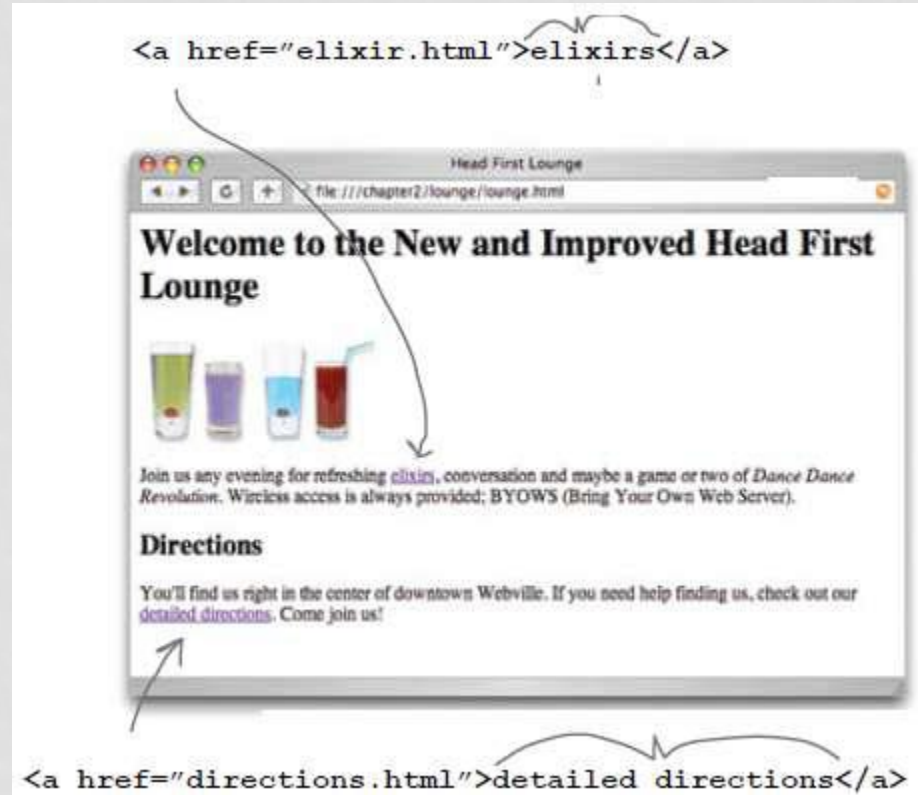 <a href="elixir.html">elixirs</a>
Head First Lounge
file:///chapter2/lounge/lounge.html
Welcome to the New and Improved Head First
Lounge
Join us any evening for refreshing elixirs, conversation and maybe a game or two of Dance Dance
Revolution. Wireless access is always provided; BYOWS (Bring Your Own Web Server).
Directions
You'll find us right in the center of downtown Webville. If you need help finding us, check out our
detailed directions. Come join us!
<a href="directions.html">detailed directions</a>